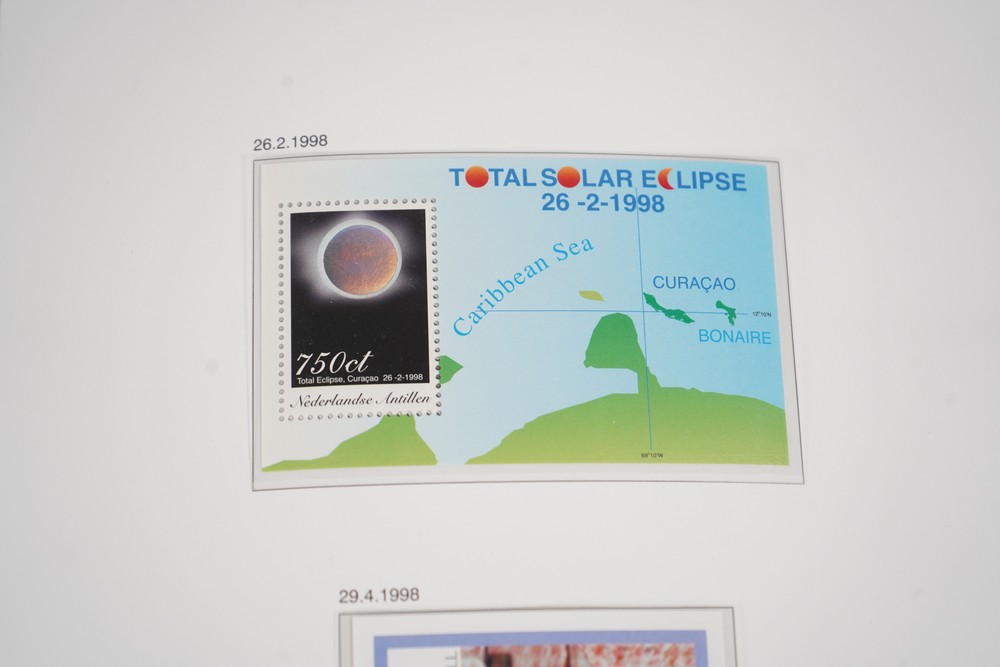 26.2.1998
TOTAL SOLAR ECLIPSE
26 -2-1998
Caribbean Sea
CURAÇAO
12°10'N
BONAIRE
750ct
Total Eclipse, Curaçao 26 -2-1998
Nederlandse Antillen
69°10'W
29.4.1998